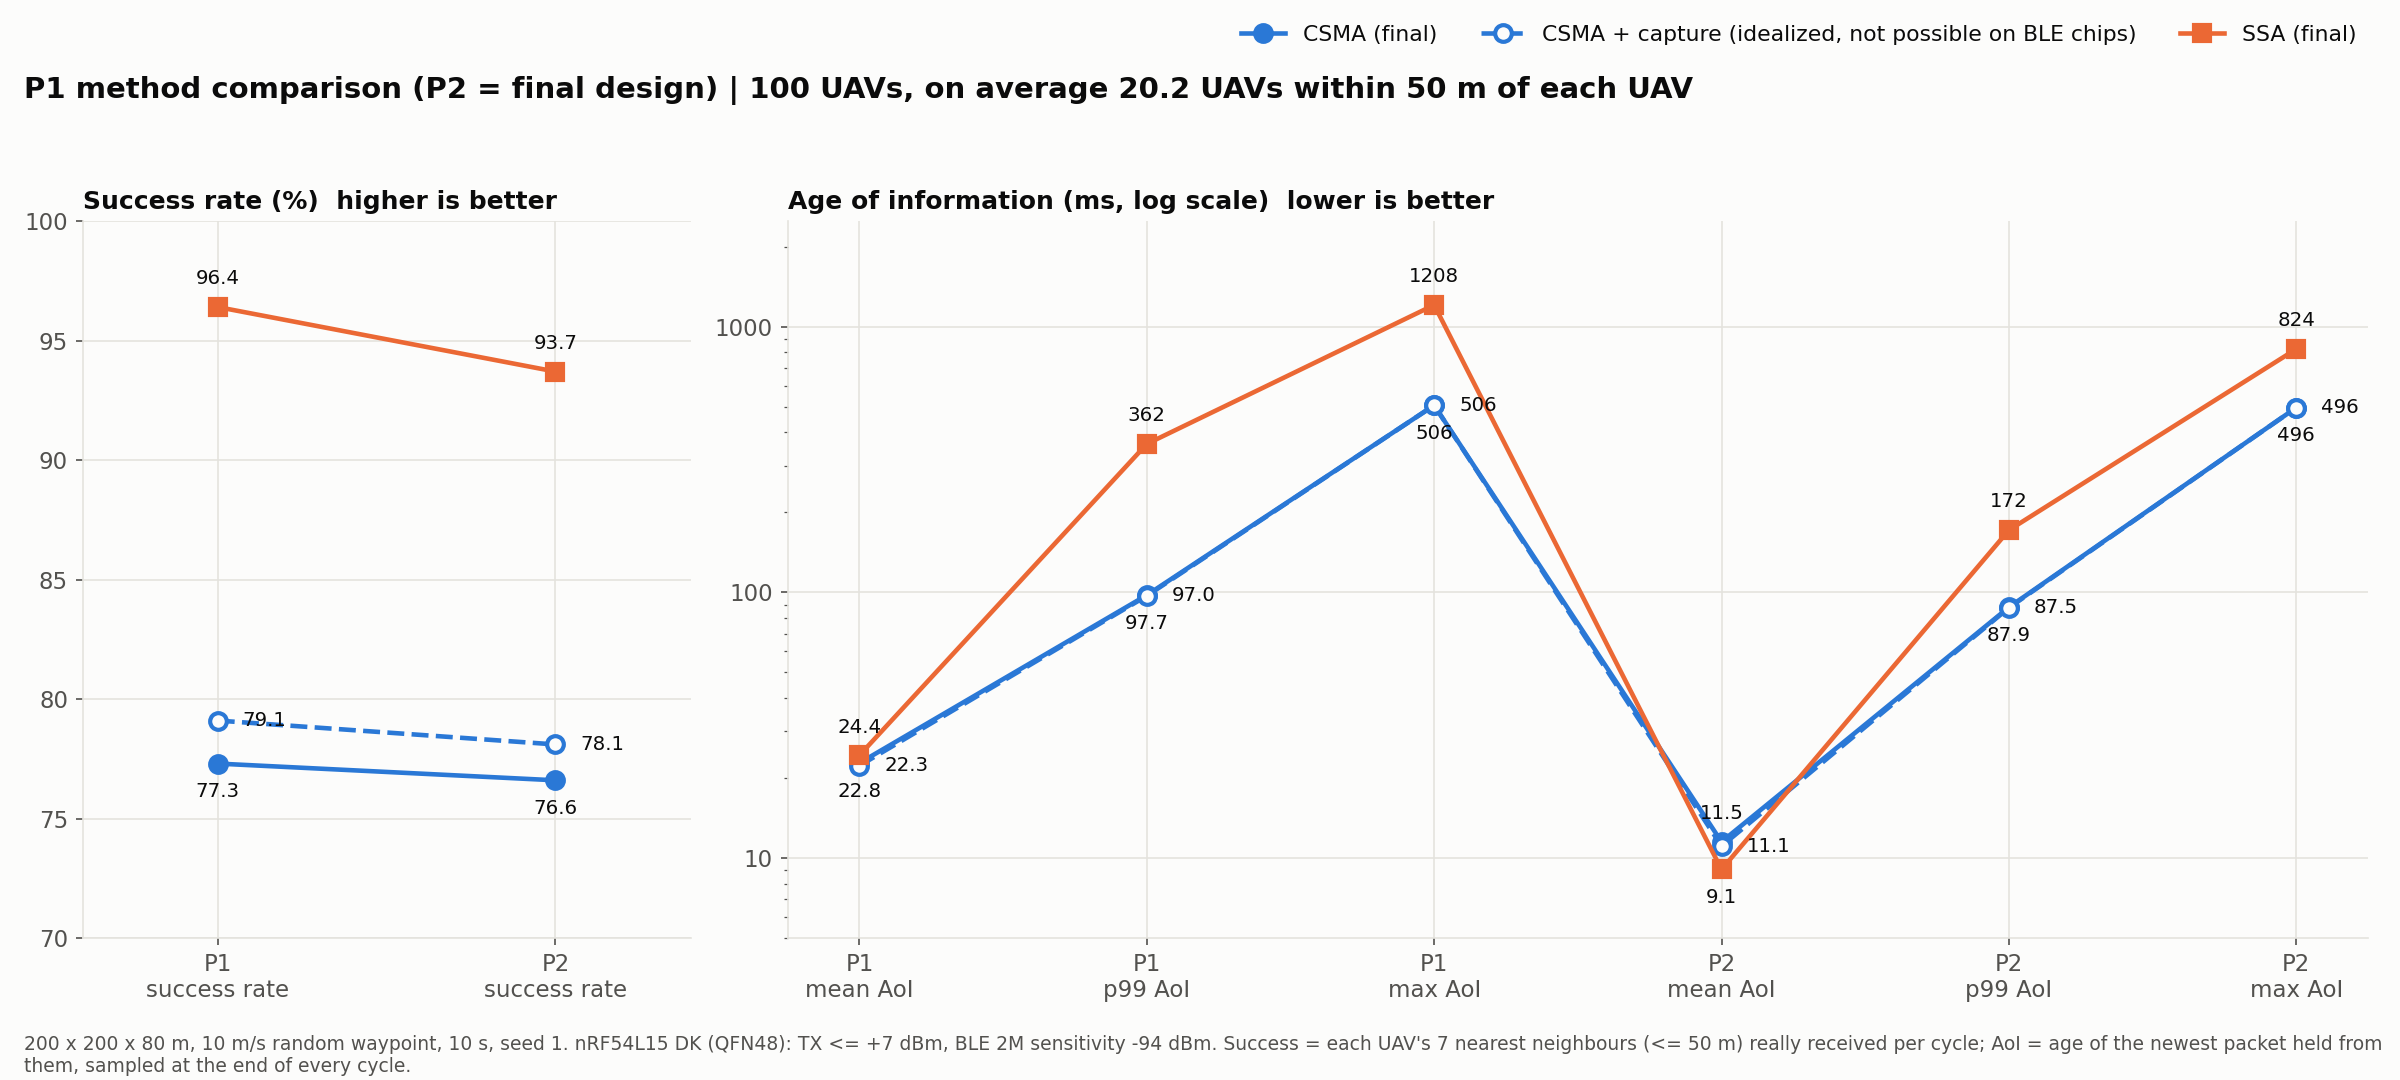 CSMA (final)
CSMA + capture (idealized, not possible on BLE chips)
SSA (final)
P1 method comparison (P2 = final design) | 100 UAVs, on average 20.2 UAVs within 50 m of each UAV
Success rate (%)  higher is better
100
95
90
85
80
75
70
96.4
93.7
79.1
78.1
77.3
76.6
P1
success rate
P2
success rate
Age of information (ms, log scale)  lower is better
1000
100
10
1208
824
506
506
496
496
362
172
97.0
97.7
87.5
87.9
24.4
22.3
22.8
11.5
11.1
9.1
P1
mean AoI
P1
p99 AoI
P1
max AoI
P2
mean AoI
P2
p99 AoI
P2
max AoI
200 x 200 x 80 m, 10 m/s random waypoint, 10 s, seed 1. nRF54L15 DK (QFN48): TX <= +7 dBm, BLE 2M sensitivity -94 dBm. Success = each UAV's 7 nearest neighbours (<= 50 m) really received per cycle; AoI = age of the newest packet held from
them, sampled at the end of every cycle.